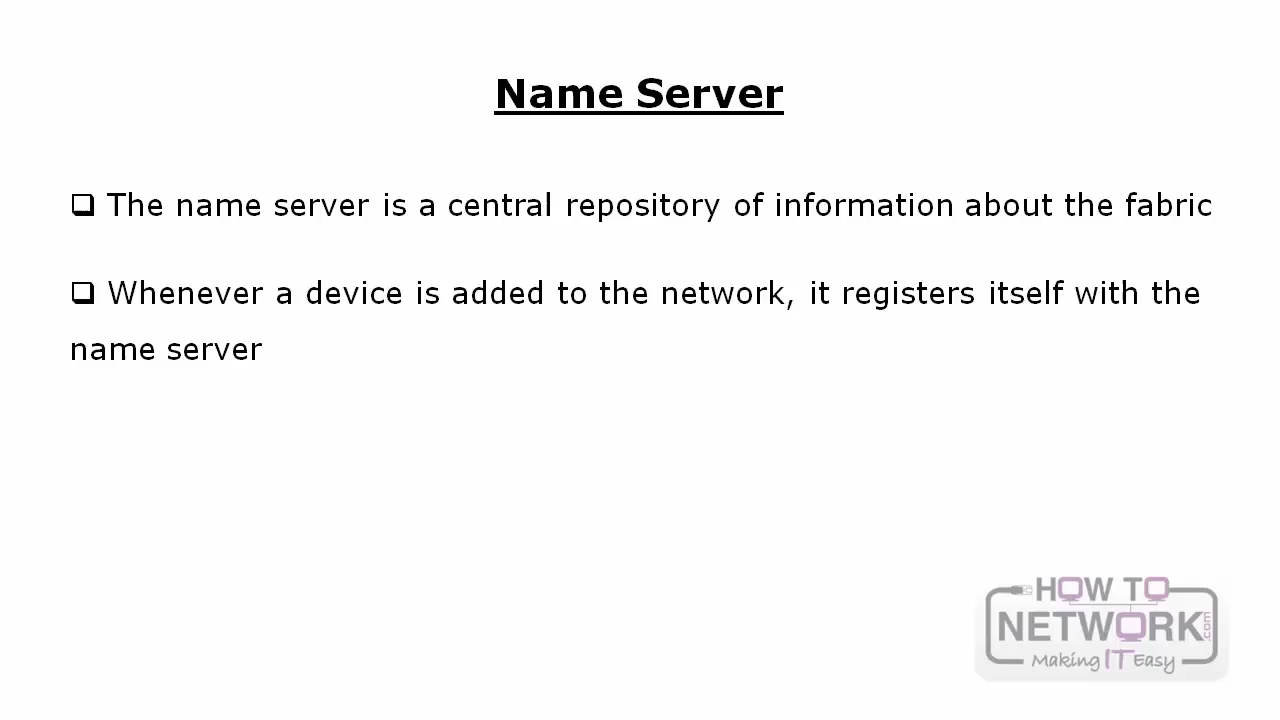 Name Server
❑ The name server is a central repository of information about the fabric
❑ Whenever a device is added to the network, it registers itself with the
name server
HOW TO
NETWORK.com
Making IT Easy